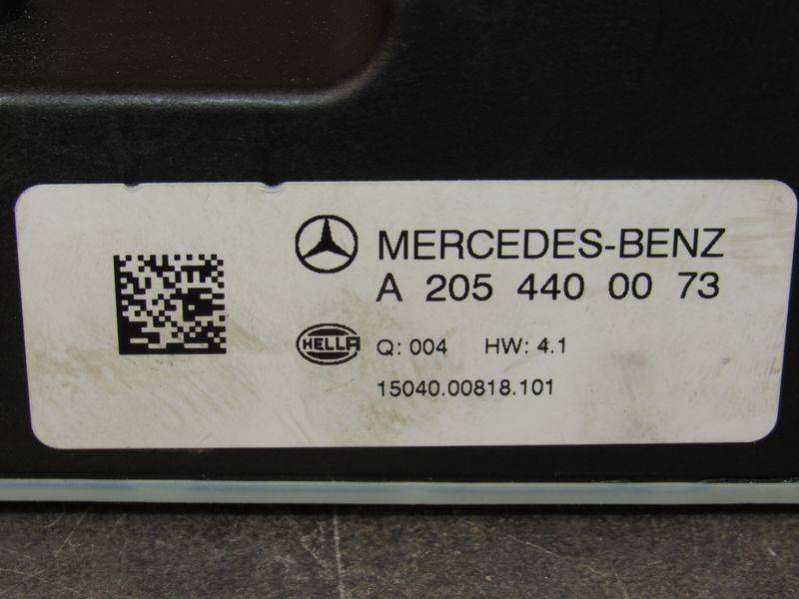 MERCEDES-BENZ
A 205 440 00 73
HELLA
Q: 004 HW: 4.1
15040.00818.101